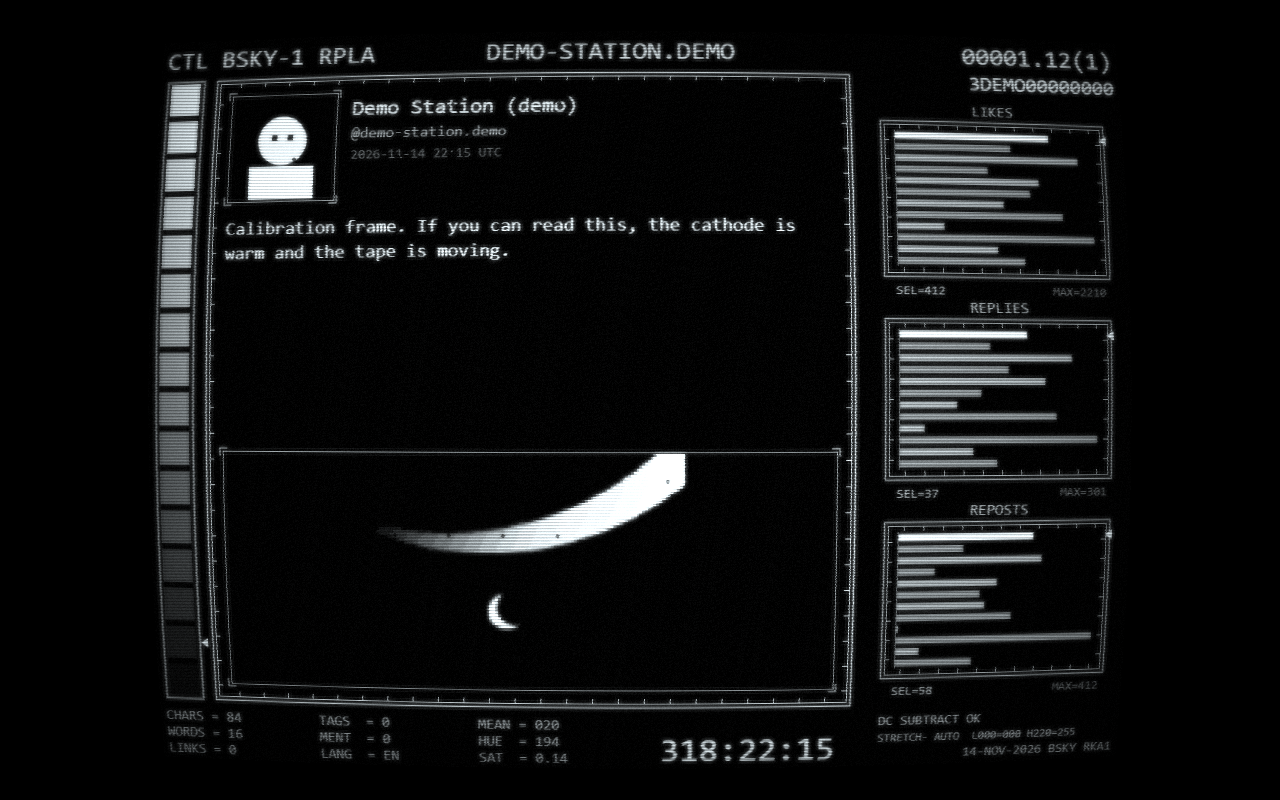 CTL BSKY-1 RPLA
DEMO-STATION.DEMO
00001.12(1)
3DEMO00000000
Demo Station (demo)
@demo-station.demo
2026-11-14 22:15 UTC
Calibration frame. If you can read this, the cathode is
warm and the tape is moving.
LIKES
SEL=412
MAX=2210
REPLIES
SEL=37
MAX=301
REPOSTS
SEL=58
MAX=412
CHARS = 84
WORDS = 16
LINKS = 0
TAGS = 0
MENT = 0
LANG = EN
MEAN = 020
HUE = 194
SAT = 0.14
318:22:15
DC SUBTRACT OK
STRETCH- AUTO L000=008 H220=255
14-NOV-2026 BSKY RKA1